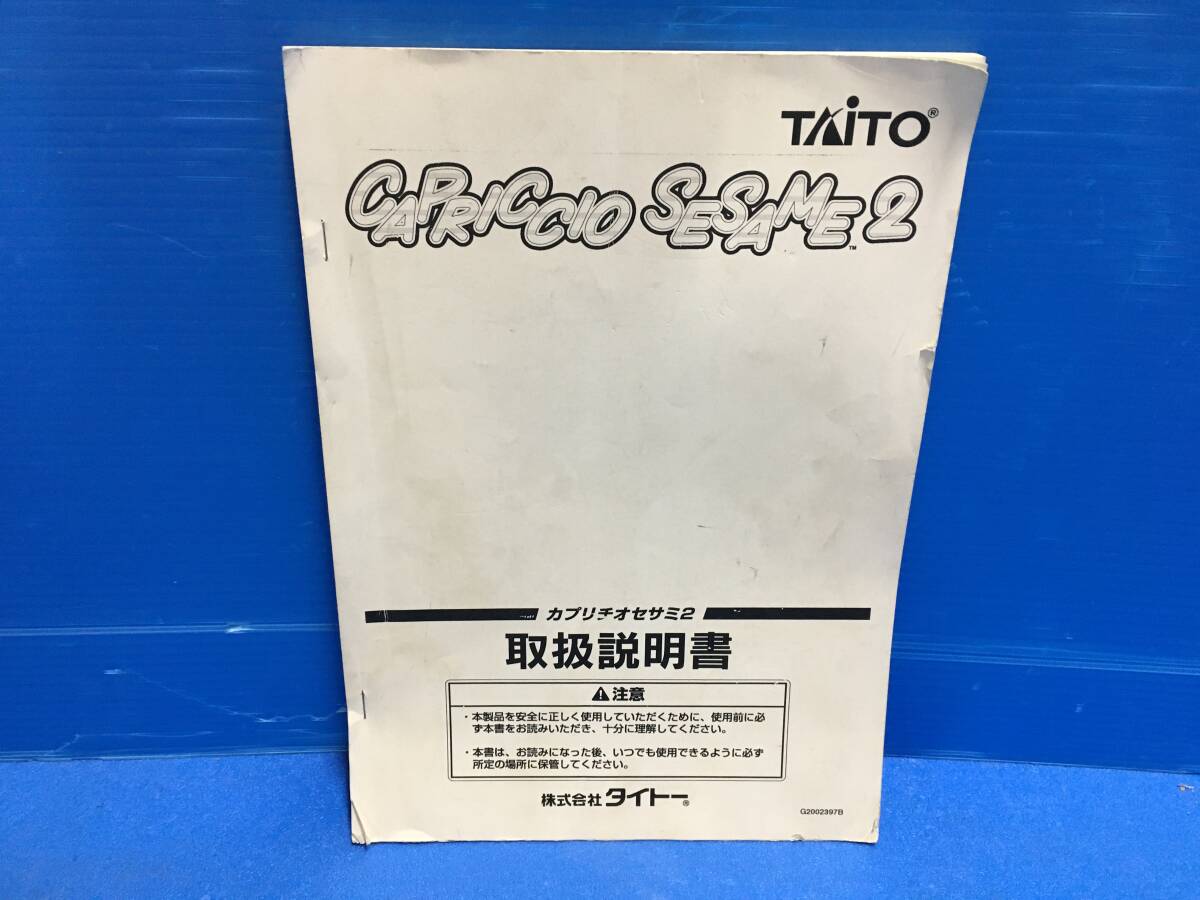 TAITO®
CAPRICCIO SESAME 2™
カプリチオセサミ2
取扱説明書
⚠注意
・本製品を安全に正しく使用していただくために、使用前に必
ず本書をお読みいただき、十分に理解してください。
・本書は、お読みになった後、いつでも使用できるように必ず
所定の場所に保管してください。
株式会社タイトー®
G2002397B